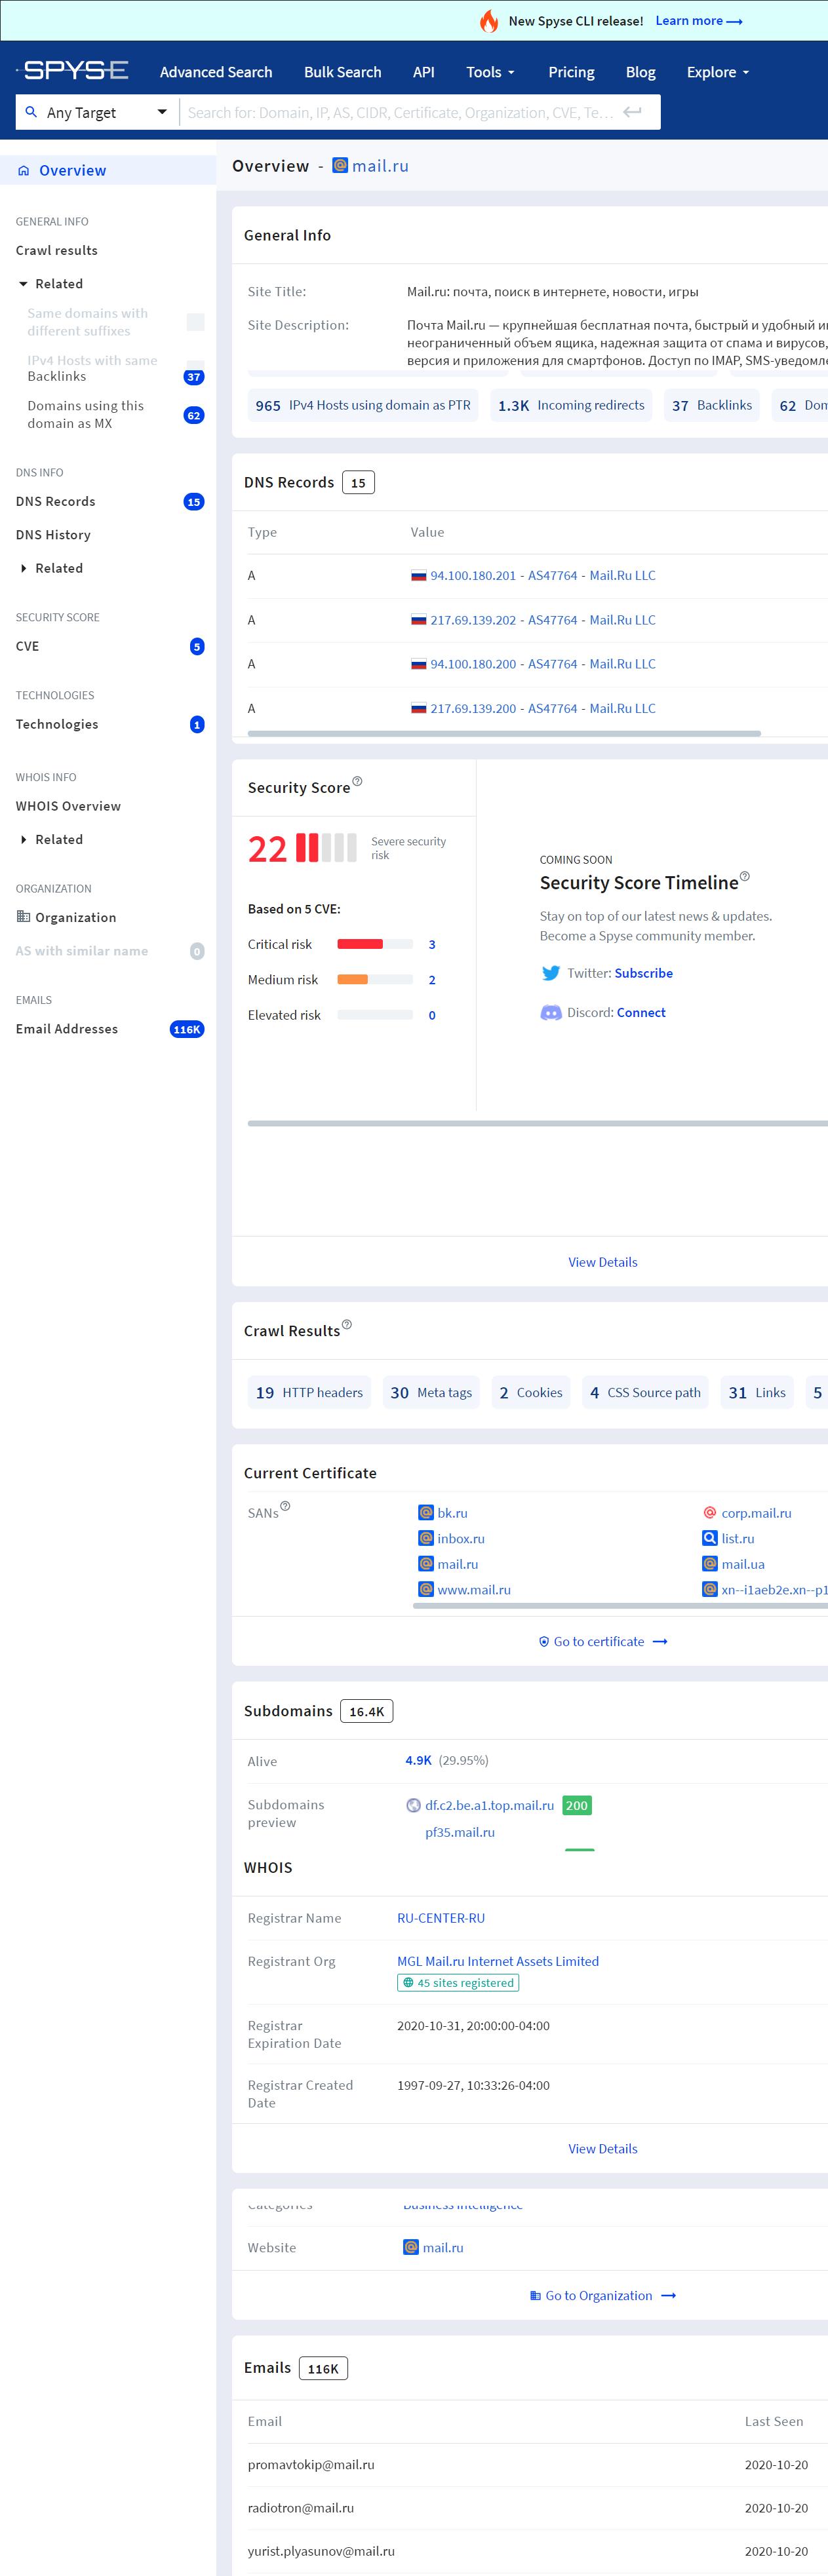 New Spyse CLI release! Learn more
SPYSE Advanced Search Bulk Search API Tools Pricing Blog Explore
Any Target Search for: Domain, IP, AS, CIDR, Certificate, Organization, CVE, Te…
Overview
GENERAL INFO
Crawl results
Related
Same domains with
different suffixes
IPv4 Hosts with same
Backlinks 37
Domains using this
domain as MX 62
DNS INFO
DNS Records 15
DNS History
Related
SECURITY SCORE
CVE 5
TECHNOLOGIES
Technologies 1
WHOIS INFO
WHOIS Overview
Related
ORGANIZATION
Organization
AS with similar name 0
EMAILS
Email Addresses 116K
Overview - mail.ru
General Info
Site Title: Mail.ru: почта, поиск в интернете, новости, игры
Site Description: Почта Mail.ru — крупнейшая бесплатная почта, быстрый и удобный
неограниченный объем ящика, надежная защита от спама и вирусов,
версия и приложения для смартфонов. Доступ по IMAP, SMS-уведомле
965 IPv4 Hosts using domain as PTR 1.3K Incoming redirects 37 Backlinks 62 Dom
DNS Records 15
Type Value
A 94.100.180.201 - AS47764 - Mail.Ru LLC
A 217.69.139.202 - AS47764 - Mail.Ru LLC
A 94.100.180.200 - AS47764 - Mail.Ru LLC
A 217.69.139.200 - AS47764 - Mail.Ru LLC
Security Score
22 Severe security
risk
Based on 5 CVE:
Critical risk 3
Medium risk 2
Elevated risk 0
COMING SOON
Security Score Timeline
Stay on top of our latest news & updates.
Become a Spyse community member.
Twitter: Subscribe
Discord: Connect
View Details
Crawl Results
19 HTTP headers 30 Meta tags 2 Cookies 4 CSS Source path 31 Links 5
Current Certificate
SANs bk.ru corp.mail.ru
inbox.ru list.ru
mail.ru mail.ua
www.mail.ru xn--i1aeb2e.xn--p1
Go to certificate
Subdomains 16.4K
Alive 4.9K (29.95%)
Subdomains
preview
df.c2.be.a1.top.mail.ru 200
pf35.mail.ru
WHOIS
Registrar Name RU-CENTER-RU
Registrant Org MGL Mail.ru Internet Assets Limited
45 sites registered
Registrar
Expiration Date 2020-10-31, 20:00:00-04:00
Registrar Created
Date 1997-09-27, 10:33:26-04:00
View Details
Categories Business Intelligence
Website mail.ru
Go to Organization
Emails 116K
Email Last Seen
promavtokip@mail.ru 2020-10-20
radiotron@mail.ru 2020-10-20
yurist.plyasunov@mail.ru 2020-10-20